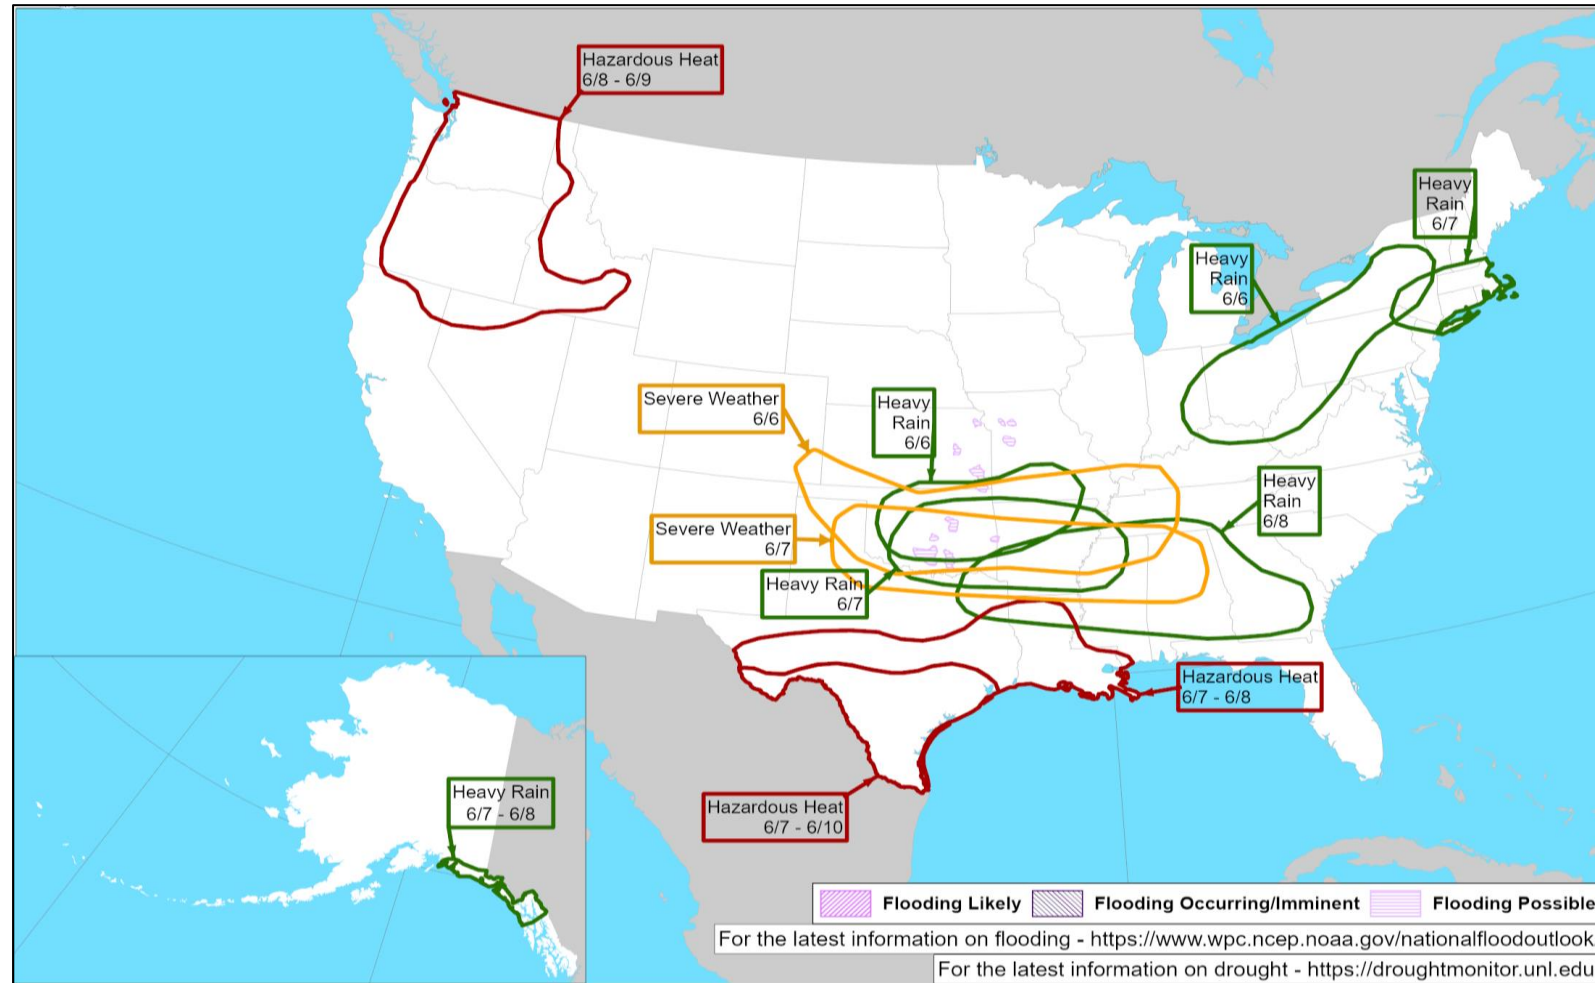 Hazardous Heat
6/8 - 6/9
Heavy
Rain
6/7
Heavy
Rain
6/6
Severe Weather
6/6
Heavy
Rain
6/6
Heavy
Rain
6/8
Severe Weather
6/7
Heavy Rain
6/7
Hazardous Heat
6/7 - 6/8
Hazardous Heat
6/7 - 6/10
Heavy Rain
6/7 - 6/8
Flooding Likely
Flooding Occurring/Imminent
Flooding Possible
For the latest information on flooding - https://www.wpc.ncep.noaa.gov/nationalfloodoutlook
For the latest information on drought - https://droughtmonitor.unl.edu